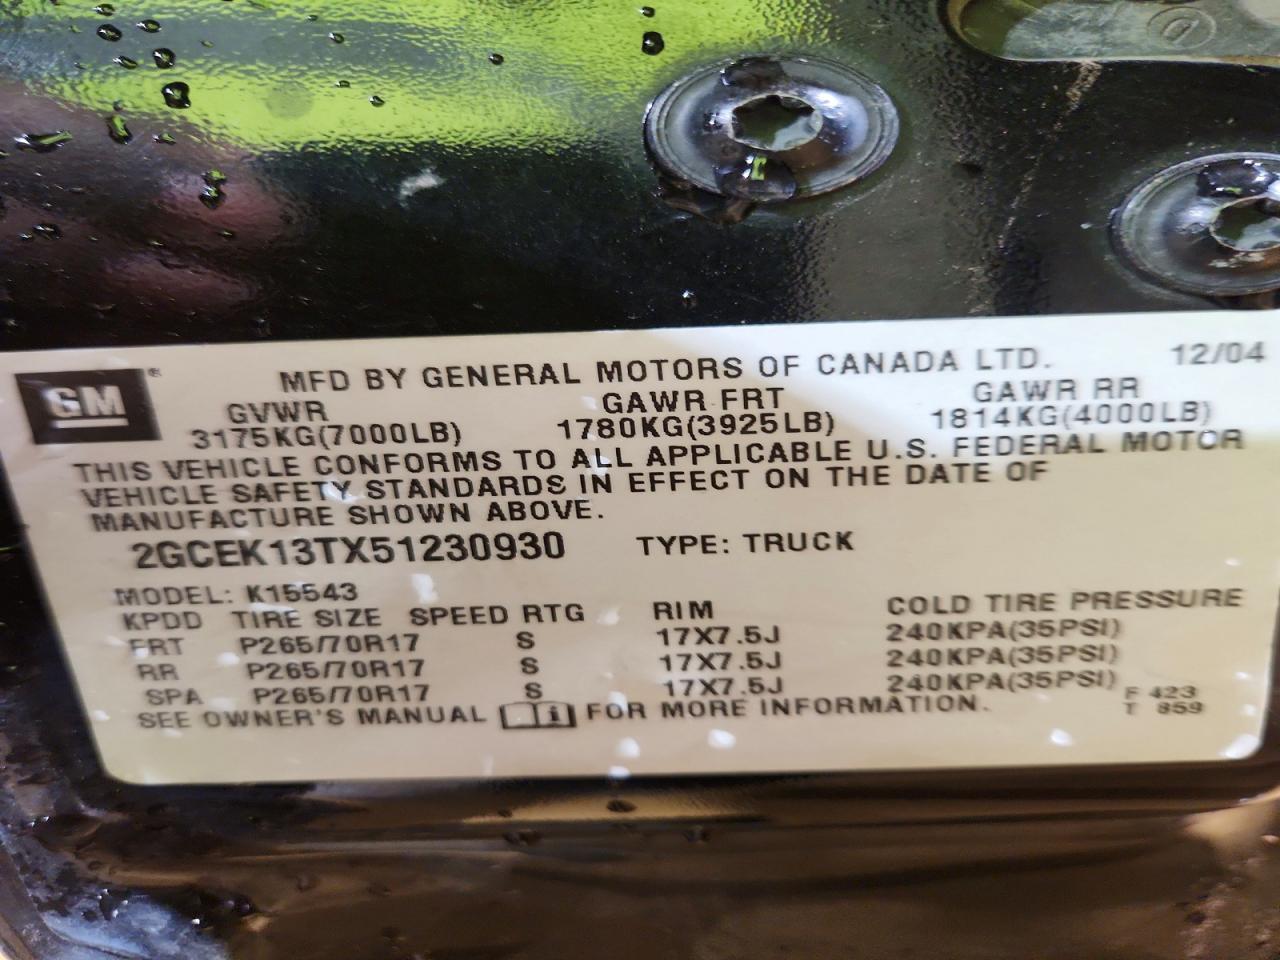 GM® MFD BY GENERAL MOTORS OF CANADA LTD. 12/04
GVWR GAWR FRT GAWR RR
3175KG(7000LB) 1780KG(3925LB) 1814KG(4000LB)
THIS VEHICLE CONFORMS TO ALL APPLICABLE U.S. FEDERAL MOTOR
VEHICLE SAFETY STANDARDS IN EFFECT ON THE DATE OF
MANUFACTURE SHOWN ABOVE.
2GCEK13TX51230930 TYPE: TRUCK
MODEL: K15543
KPDD TIRE SIZE SPEED RTG RIM COLD TIRE PRESSURE
FRT P265/70R17 S 17X7.5J 240KPA(35PSI)
RR P265/70R17 S 17X7.5J 240KPA(35PSI)
SPA P265/70R17 S 17X7.5J 240KPA(35PSI)
SEE OWNER'S MANUAL i FOR MORE INFORMATION.
F 423
T 859